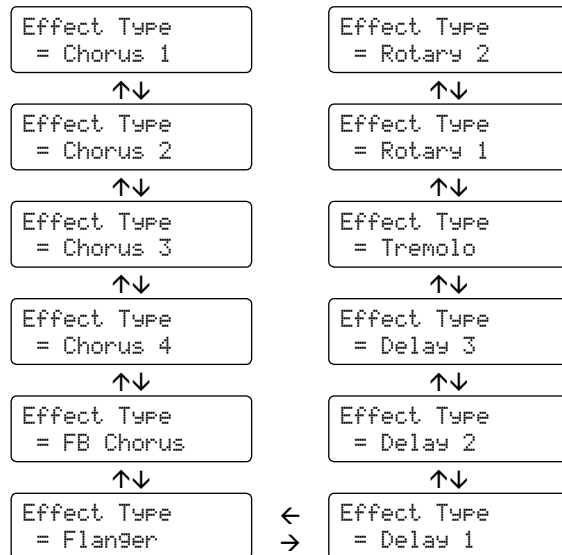 Effect Type
= Chorus 1
↑↓
Effect Type
= Chorus 2
↑↓
Effect Type
= Chorus 3
↑↓
Effect Type
= Chorus 4
↑↓
Effect Type
= FB Chorus
↑↓
Effect Type
= Flanger
←
→
Effect Type
= Rotary 2
↑↓
Effect Type
= Rotary 1
↑↓
Effect Type
= Tremolo
↑↓
Effect Type
= Delay 3
↑↓
Effect Type
= Delay 2
↑↓
Effect Type
= Delay 1